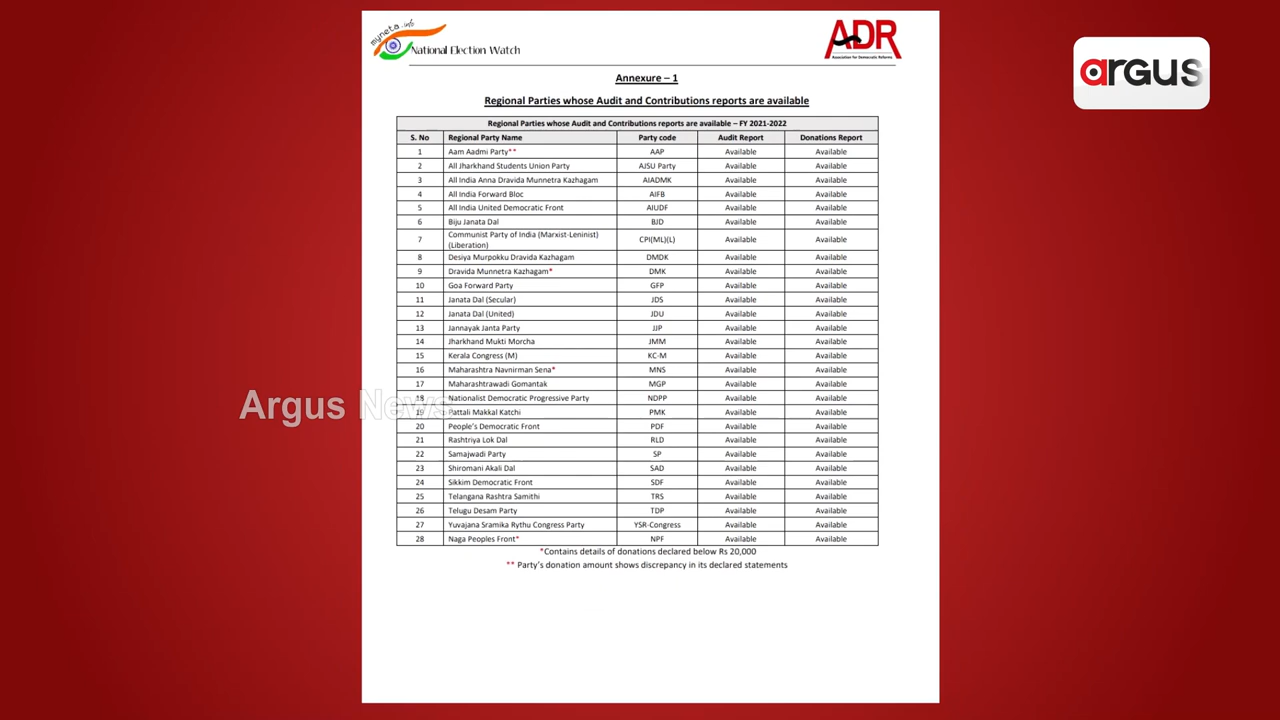 myneta.info
National Election Watch
ADR
Association for Democratic Reforms
argus
Annexure – 1
Regional Parties whose Audit and Contributions reports are available
Regional Parties whose Audit and Contributions reports are available – FY 2021-2022
S. No Regional Party Name Party code Audit Report Donations Report
1 Aam Aadmi Party** AAP Available Available
2 All Jharkhand Students Union Party AJSU Party Available Available
3 All India Anna Dravida Munnetra Kazhagam AIADMK Available Available
4 All India Forward Bloc AIFB Available Available
5 All India United Democratic Front AIUDF Available Available
6 Biju Janata Dal BJD Available Available
7 Communist Party of India (Marxist-Leninist) CPI(ML)(L) Available Available
(Liberation)
8 Desiya Murpokku Dravida Kazhagam DMDK Available Available
9 Dravida Munnetra Kazhagam* DMK Available Available
10 Goa Forward Party GFP Available Available
11 Janata Dal (Secular) JDS Available Available
12 Janata Dal (United) JDU Available Available
13 Jannayak Janta Party JJP Available Available
14 Jharkhand Mukti Morcha JMM Available Available
15 Kerala Congress (M) KC-M Available Available
16 Maharashtra Navnirman Sena* MNS Available Available
17 Maharashtrawadi Gomantak MGP Available Available
18 Nationalist Democratic Progressive Party NDPP Available Available
Argus News
19 Pattali Makkal Katchi PMK Available Available
20 People's Democratic Front PDF Available Available
21 Rashtriya Lok Dal RLD Available Available
22 Samajwadi Party SP Available Available
23 Shiromani Akali Dal SAD Available Available
24 Sikkim Democratic Front SDF Available Available
25 Telangana Rashtra Samithi TRS Available Available
26 Telugu Desam Party TDP Available Available
27 Yuvajana Sramika Rythu Congress Party YSR-Congress Available Available
28 Naga Peoples Front* NPF Available Available
*Contains details of donations declared below Rs 20,000
** Party's donation amount shows discrepancy in its declared statements